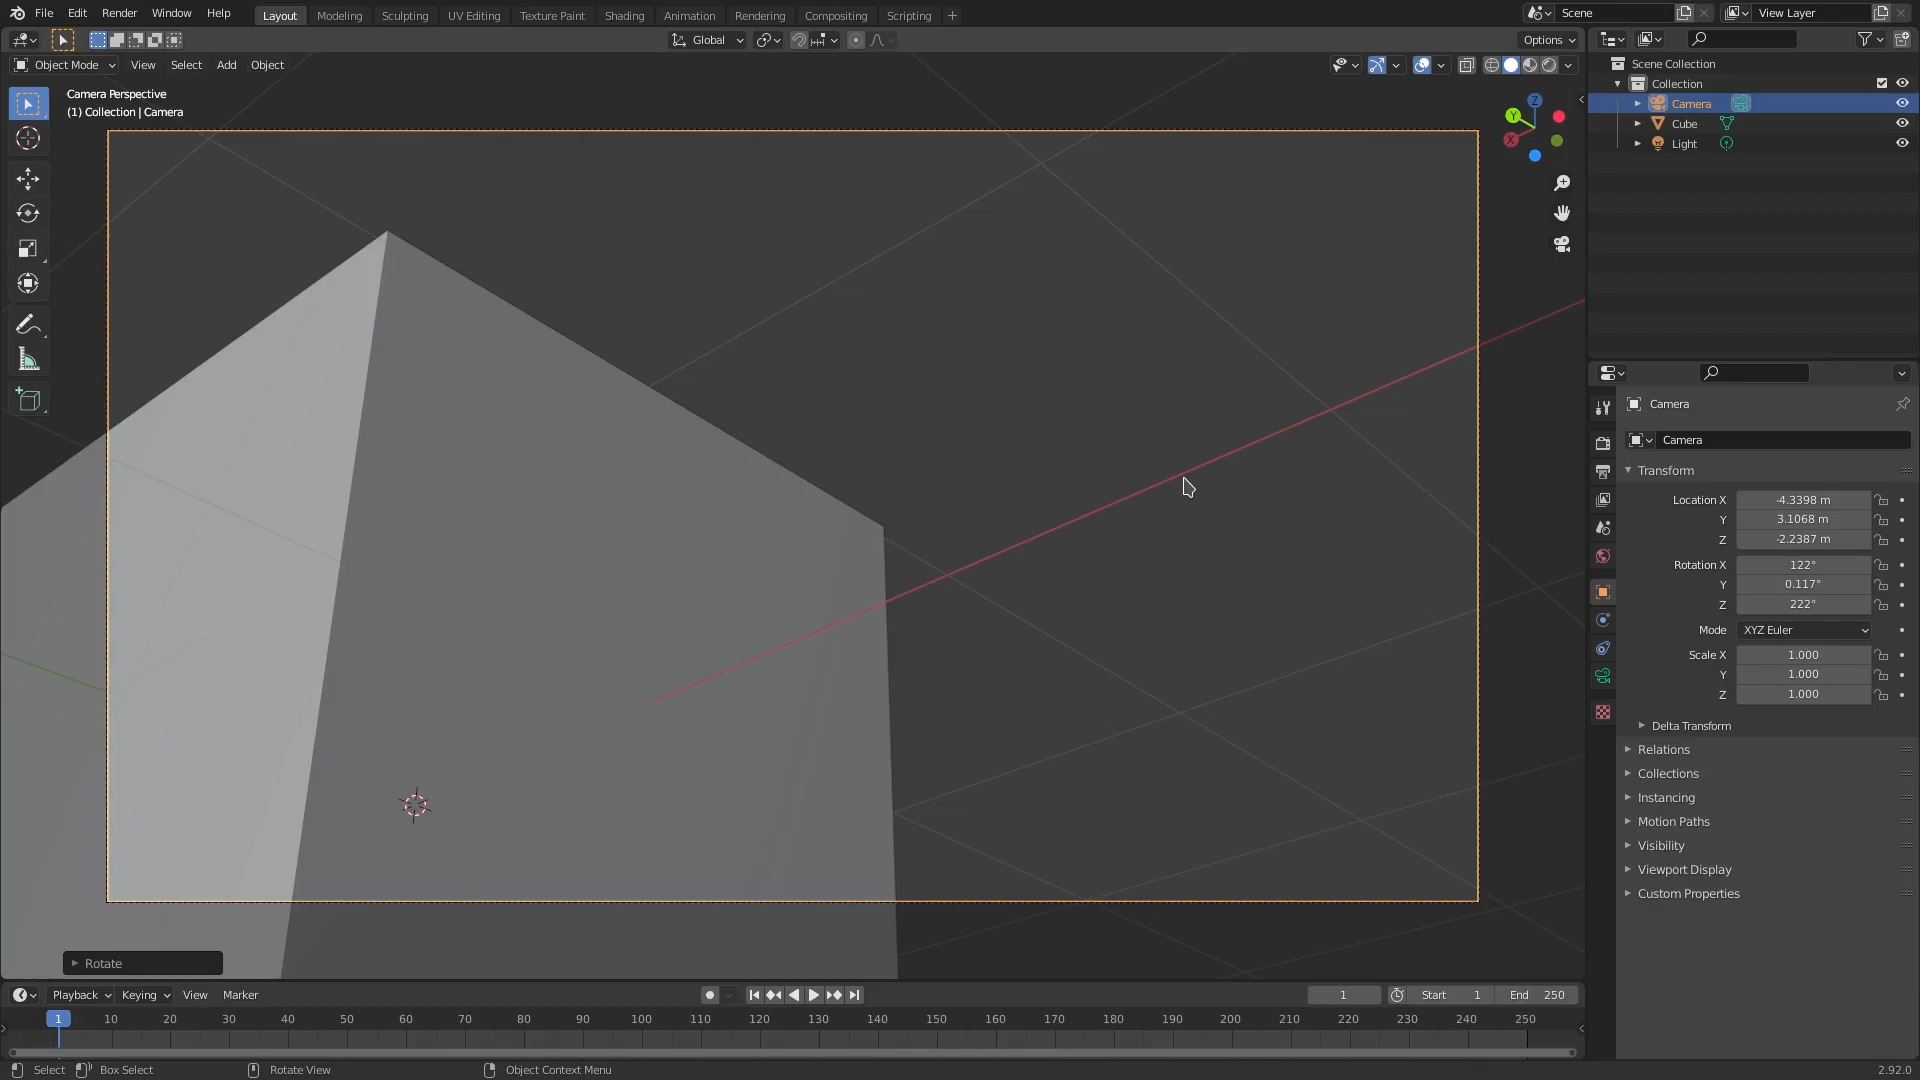 File Edit Render Window Help Layout Modeling Sculpting UV Editing Texture Paint Shading Animation Rendering Compositing Scripting Scene View Layer
Global Options
Object Mode View Select Add Object
Camera Perspective
(1) Collection | Camera
Z
Y
X
Scene Collection
Collection
Camera
Cube
Light
Camera
Camera
Transform
Location X -4.3398 m
Y 3.1068 m
Z -2.2387 m
Rotation X 122°
Y 0.117°
Z 222°
Mode XYZ Euler
Scale X 1.000
Y 1.000
Z 1.000
Delta Transform
Relations
Collections
Instancing
Motion Paths
Visibility
Viewport Display
Custom Properties
Rotate
Playback Keying View Marker 1 Start 1 End 250
1 10 20 30 40 50 60 70 80 90 100 110 120 130 140 150 160 170 180 190 200 210 220 230 240 250
Select Box Select Rotate View Object Context Menu 2.92.0